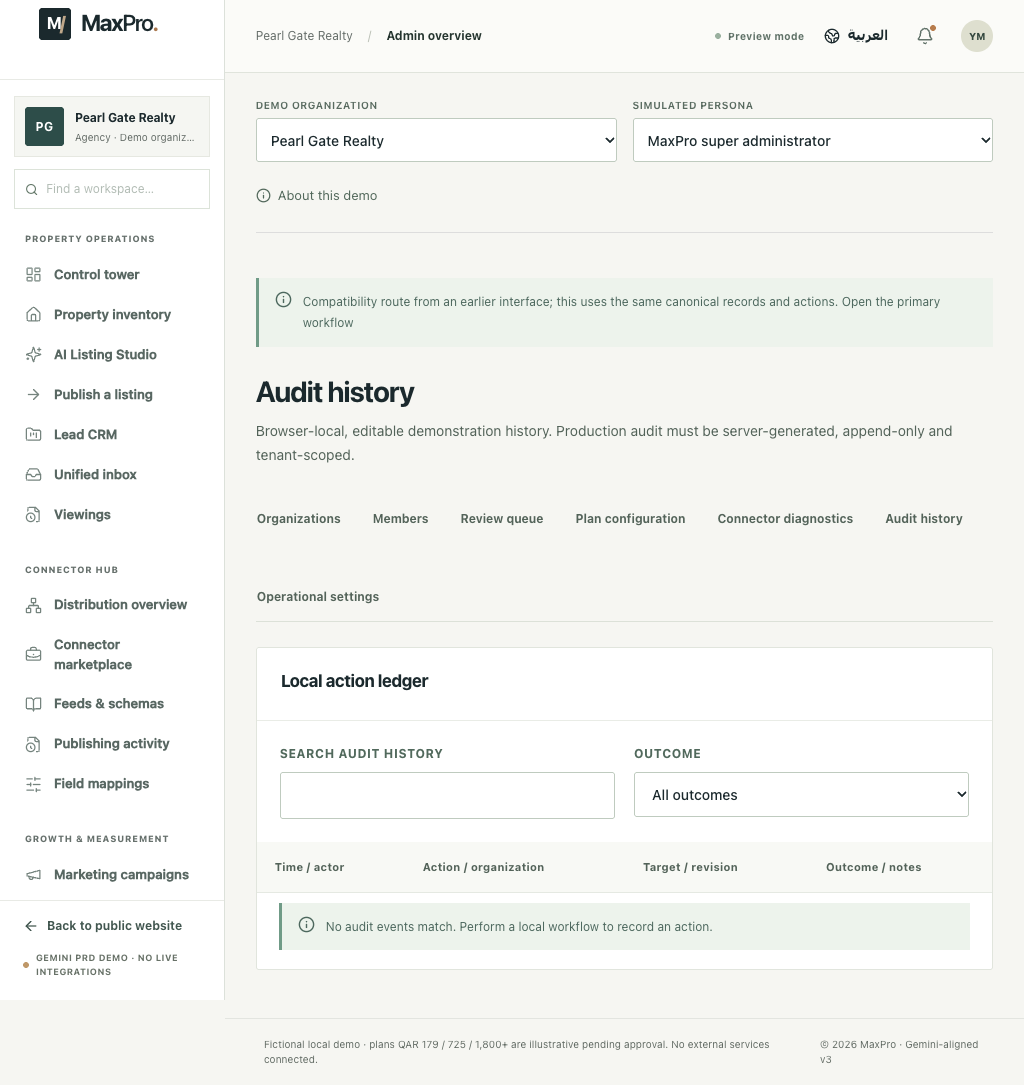 M/ MaxPro.
PG
Pearl Gate Realty
Agency · Demo organiz...
Find a workspace...
PROPERTY OPERATIONS
Control tower
Property inventory
AI Listing Studio
Publish a listing
Lead CRM
Unified inbox
Viewings
CONNECTOR HUB
Distribution overview
Connector
marketplace
Feeds & schemas
Publishing activity
Field mappings
GROWTH & MEASUREMENT
Marketing campaigns
Back to public website
GEMINI PRD DEMO · NO LIVE
INTEGRATIONS
Pearl Gate Realty / Admin overview
Preview mode
العربية
YM
DEMO ORGANIZATION
Pearl Gate Realty
SIMULATED PERSONA
MaxPro super administrator
About this demo
Compatibility route from an earlier interface; this uses the same canonical records and actions. Open the primary
workflow
Audit history
Browser-local, editable demonstration history. Production audit must be server-generated, append-only and
tenant-scoped.
Organizations Members Review queue Plan configuration Connector diagnostics Audit history
Operational settings
Local action ledger
SEARCH AUDIT HISTORY
OUTCOME
All outcomes
Time / actor Action / organization Target / revision Outcome / notes
No audit events match. Perform a local workflow to record an action.
Fictional local demo · plans QAR 179 / 725 / 1,800+ are illustrative pending approval. No external services
connected.
© 2026 MaxPro · Gemini-aligned
v3